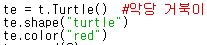 te = t.Turtle()  #악당 거북이
te.shape("turtle")
te.color("red")